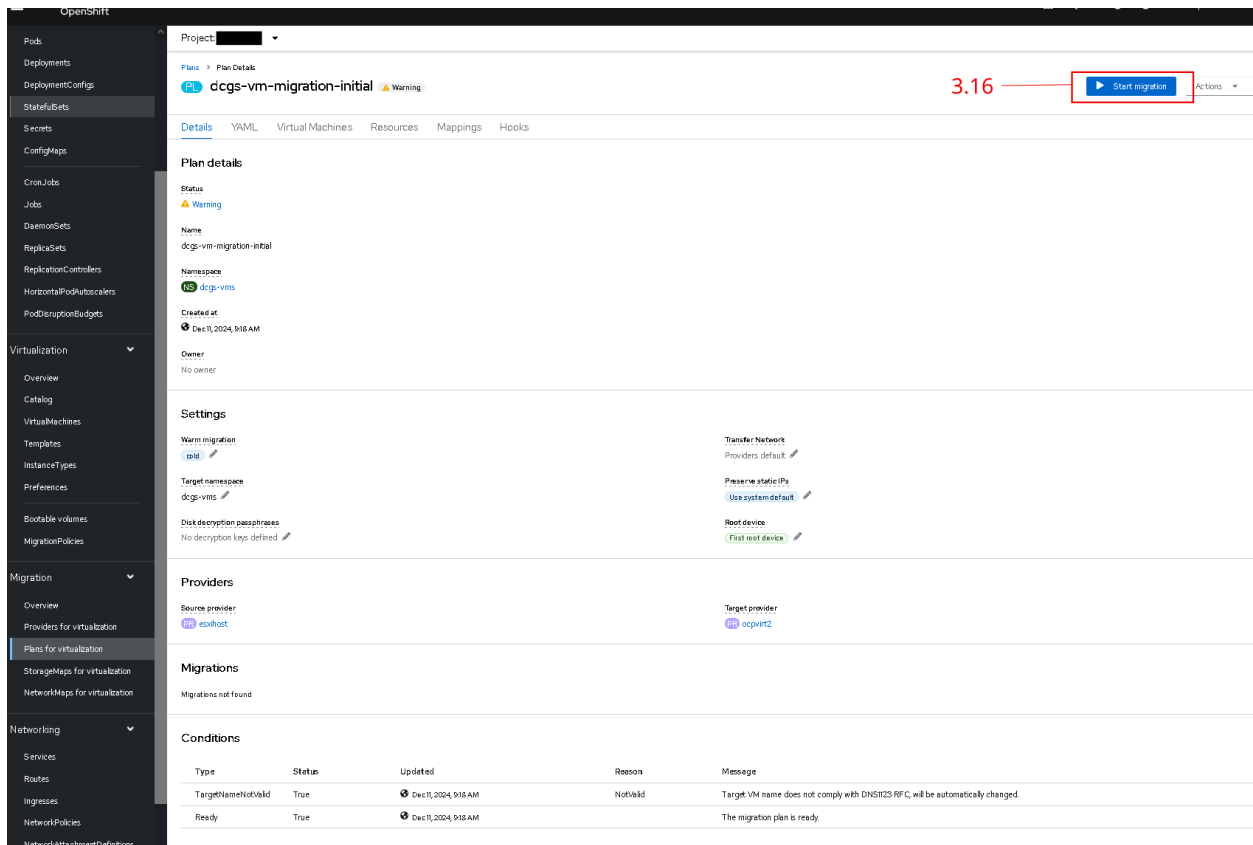 OpenShift
Pods
Deployments
DeploymentConfigs
StatefulSets
Secrets
ConfigMaps
CronJobs
Jobs
DaemonSets
ReplicaSets
ReplicationControllers
HorizontalPodAutoscalers
PodDisruptionBudgets
Virtualization
Overview
Catalog
VirtualMachines
Templates
InstanceTypes
Preferences
Bootable volumes
MigrationPolicies
Migration
Overview
Providers for virtualization
Plans for virtualization
StorageMaps for virtualization
NetworkMaps for virtualization
Networking
Services
Routes
Ingresses
NetworkPolicies
NetworkAttachmentDefinitions
Project:
Plans > Plan Details
PL dcgs-vm-migration-initial Warning
3.16
Start migration
Actions
Details YAML Virtual Machines Resources Mappings Hooks
Plan details
Status
Warning
Name
dcgs-vm-migration-initial
Namespace
NS dcgs-vms
Created at
Dec 11, 2024, 9:18 AM
Owner
No owner
Settings
Warm migration
cold
Target namespace
dcgs-vms
Disk decryption passphrases
No decryption keys defined
Transfer Network
Providers default
Preserve static IPs
Use system default
Root device
First root device
Providers
Source provider
PR esxihost
Target provider
PR ocpvirt2
Migrations
Migrations not found
Conditions
Type Status Updated Reason Message
TargetNameNotValid True Dec 11, 2024, 9:18 AM NotValid Target VM name does not comply with DNS1123 RFC, will be automatically changed.
Ready True Dec 11, 2024, 9:18 AM The migration plan is ready.